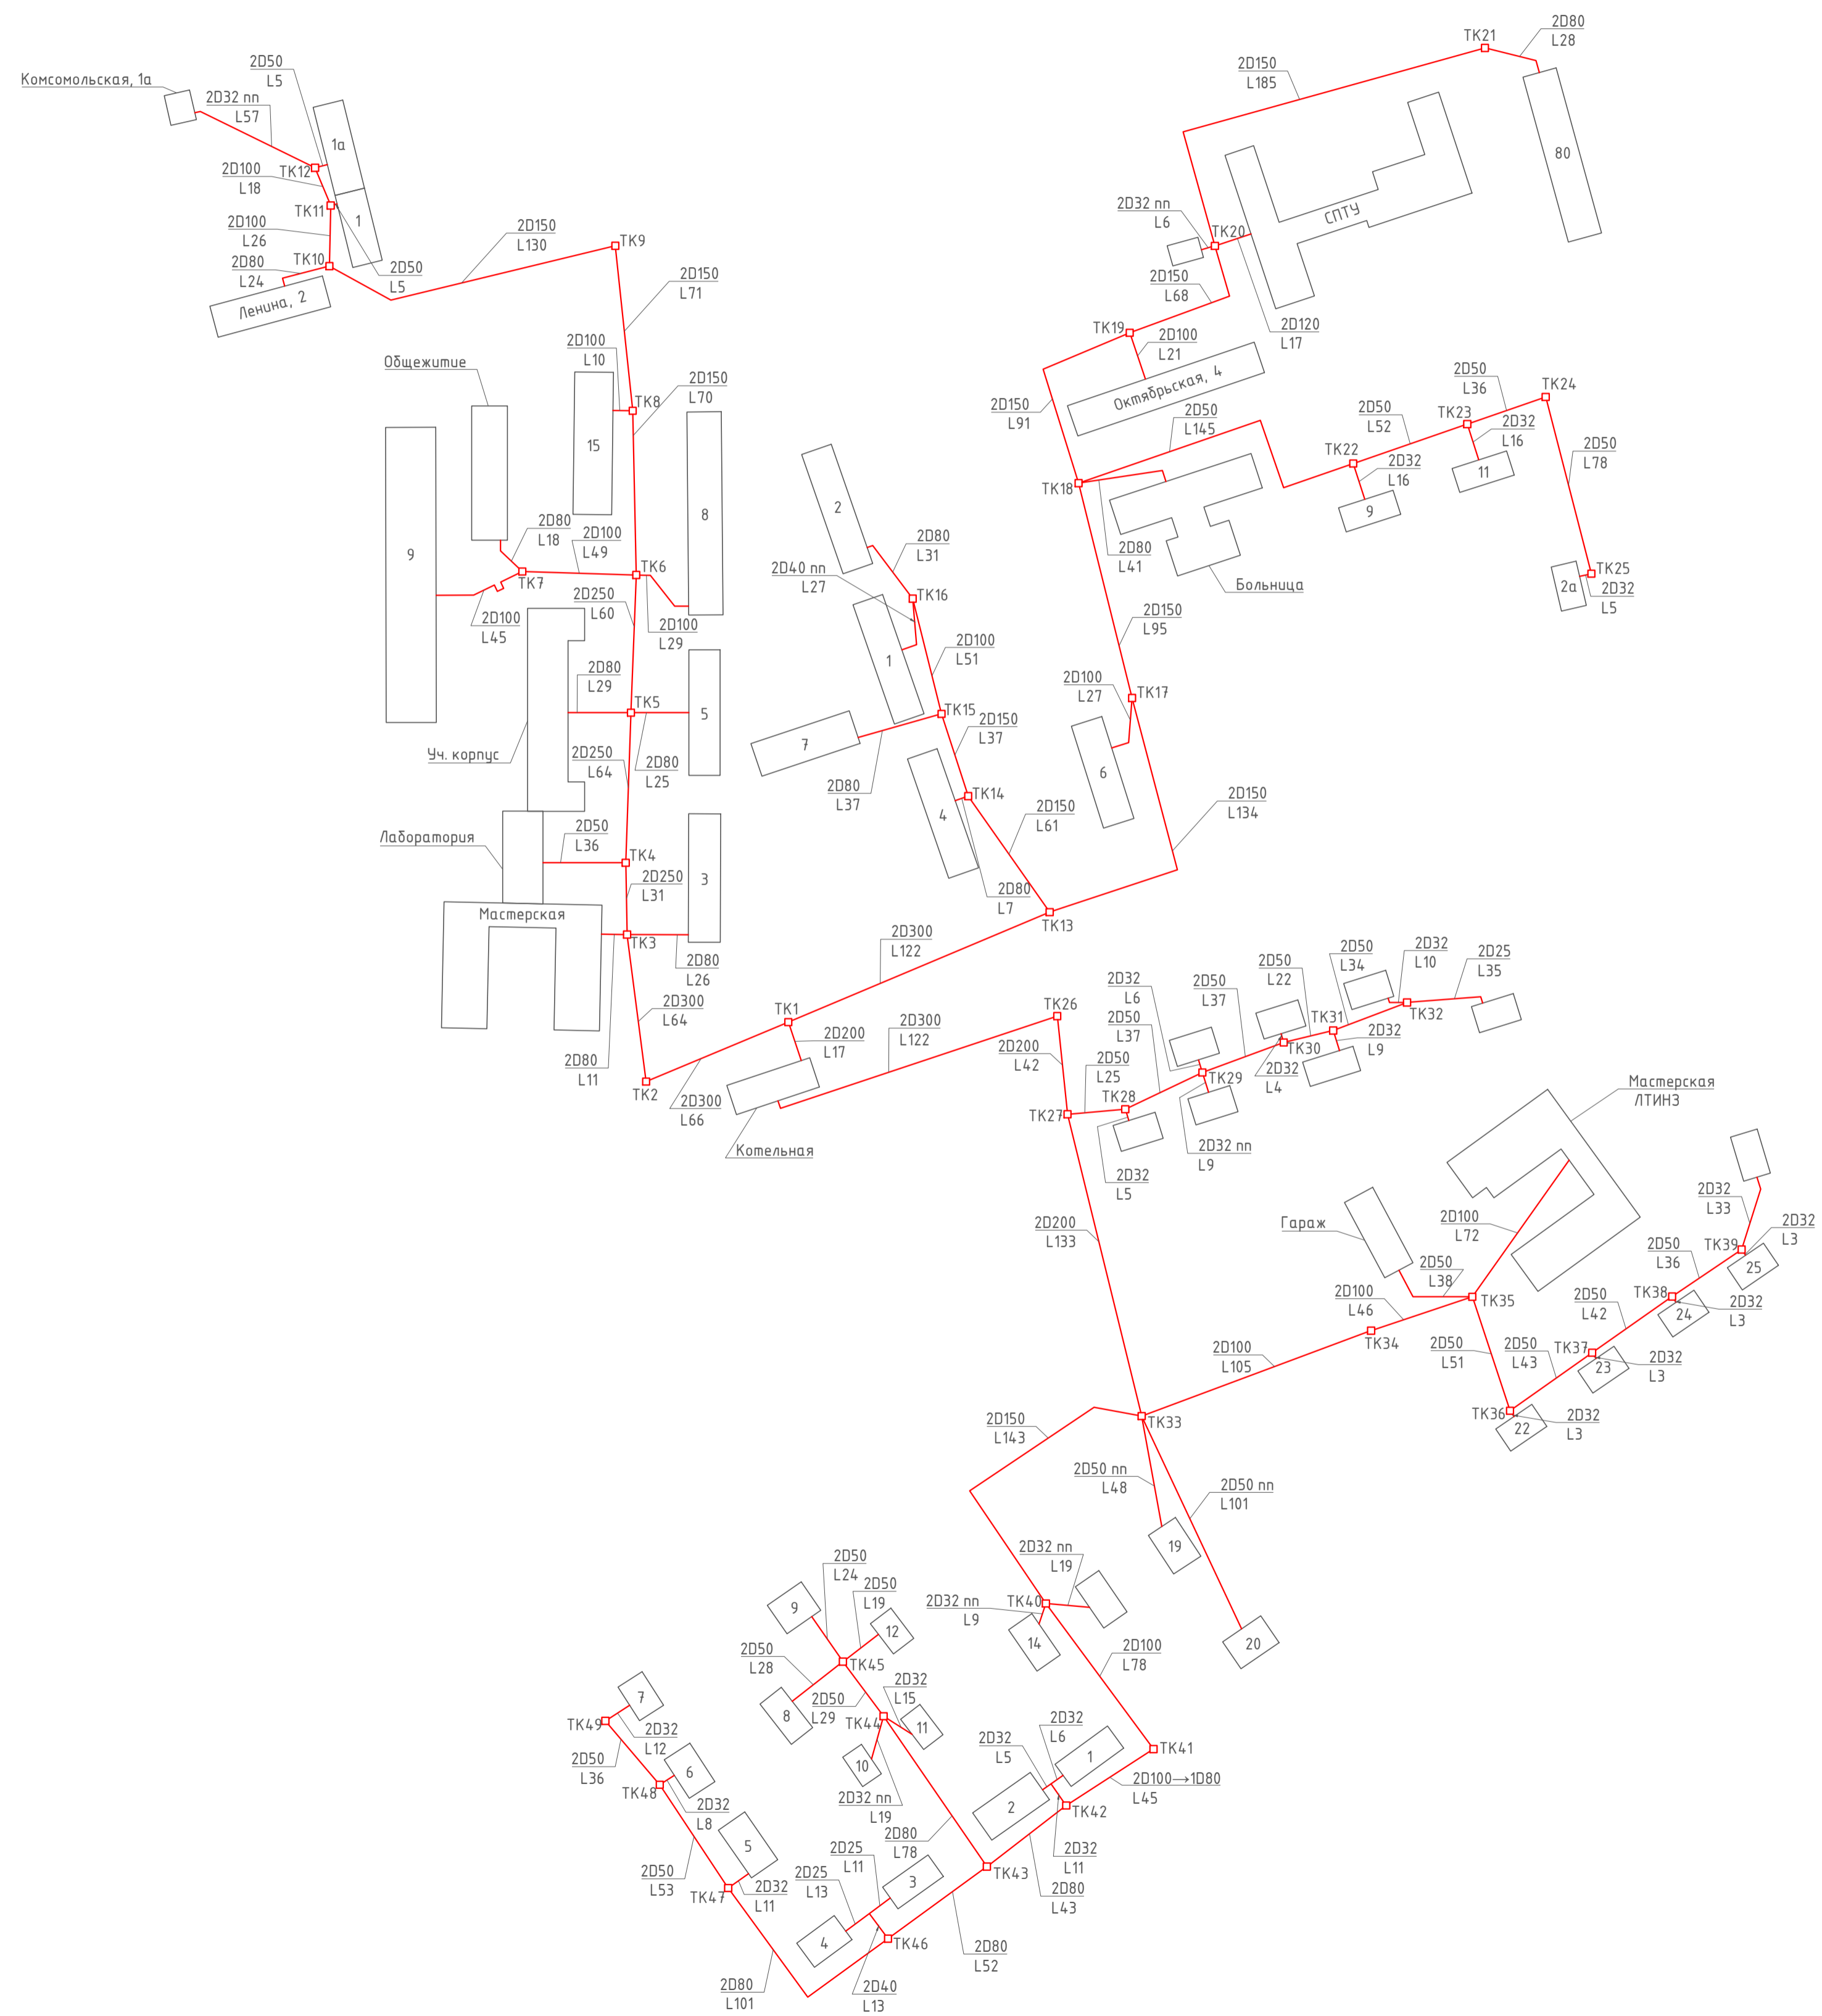 Комсомольская, 1а
2D50
L5
2D32 пп
L57
1а
ТК12
2D100
L18
ТК11
1
2D100
L26
ТК10
2D80
L24
2D50
L5
Ленина, 2
2D150
L130
ТК9
2D150
L71
2D100
L10
ТК8
2D150
L70
15
8
Общежитие
9
2D80
L18
2D100
L49
ТК6
ТК7
2D250
L60
2D100
L45
2D100
L29
2D80
L29
ТК5
5
Уч. корпус
2D250
L64
2D80
L25
Лаборатория
2D50
L36
ТК4
2D250
L31
3
Мастерская
ТК3
2D80
L26
2D300
L64
2D80
L11
ТК2
2D300
L66
ТК1
2D200
L17
Котельная
2D300
L122
2D300
L122
ТК21
2D80
L28
2D150
L185
80
СПТУ
2D32 пп
L6
ТК20
2D150
L68
2D120
L17
ТК19
2D100
L21
Октябрьская, 4
2D150
L91
2D50
L145
ТК18
2D80
L41
Больница
2D50
L52
ТК22
2D32
L16
9
2D50
L36
ТК23
2D32
L16
11
ТК24
2D50
L78
ТК25
2а
2D32
L5
2
2D80
L31
2D40 пп
L27
ТК16
1
2D100
L51
ТК15
7
2D80
L37
2D150
L37
ТК14
4
2D150
L61
2D80
L7
ТК13
2D150
L95
ТК17
2D100
L27
6
2D150
L134
ТК26
2D200
L42
ТК27
2D50
L25
ТК28
2D32
L5
2D50
L37
2D32
L6
ТК29
2D32 пп
L9
2D50
L37
2D50
L22
ТК30
2D32
L4
ТК31
2D32
L9
2D50
L34
2D32
L10
ТК32
2D25
L35
2D200
L133
Мастерская
ЛТИНЗ
Гараж
2D100
L72
2D50
L38
2D100
L46
ТК35
ТК34
2D100
L105
2D50
L51
2D50
L43
ТК36
2D32
L3
22
ТК37
2D32
L3
23
2D50
L42
ТК38
2D32
L3
24
2D50
L36
ТК39
2D32
L3
25
2D32
L33
ТК33
2D150
L143
2D50 пп
L48
2D50 пп
L101
19
20
2D32 пп
L19
2D32 пп
L9
ТК40
14
2D100
L78
ТК41
2D100→1D80
L45
2D32
L6
2D32
L5
1
2
ТК42
2D32
L11
2D80
L43
ТК43
2D50
L24
2D50
L19
9
12
2D50
L28
ТК45
8
2D50
L29
2D32
L15
ТК44
11
10
2D32 пп
L19
2D80
L78
7
ТК49
2D32
L12
2D50
L36
6
ТК48
2D32
L8
2D50
L53
5
ТК47
2D32
L11
2D25
L13
2D25
L11
3
4
ТК46
2D80
L52
2D40
L13
2D80
L101